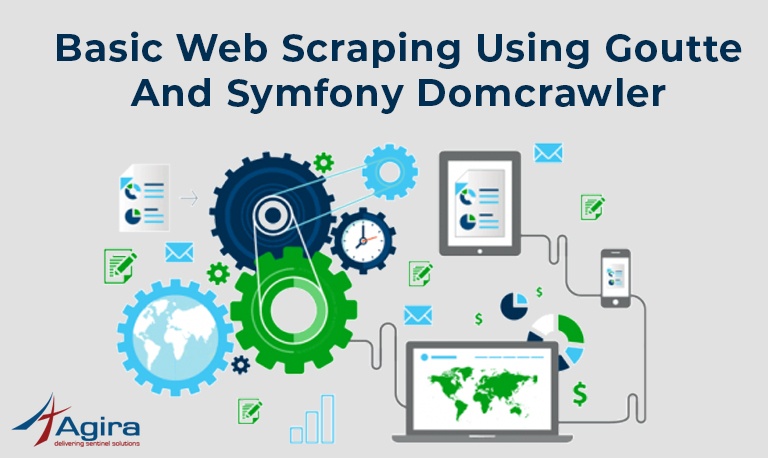 Basic Web Scraping Using Goutte
And Symfony Domcrawler
$
$
$
Agira
delivering sentinel solutions